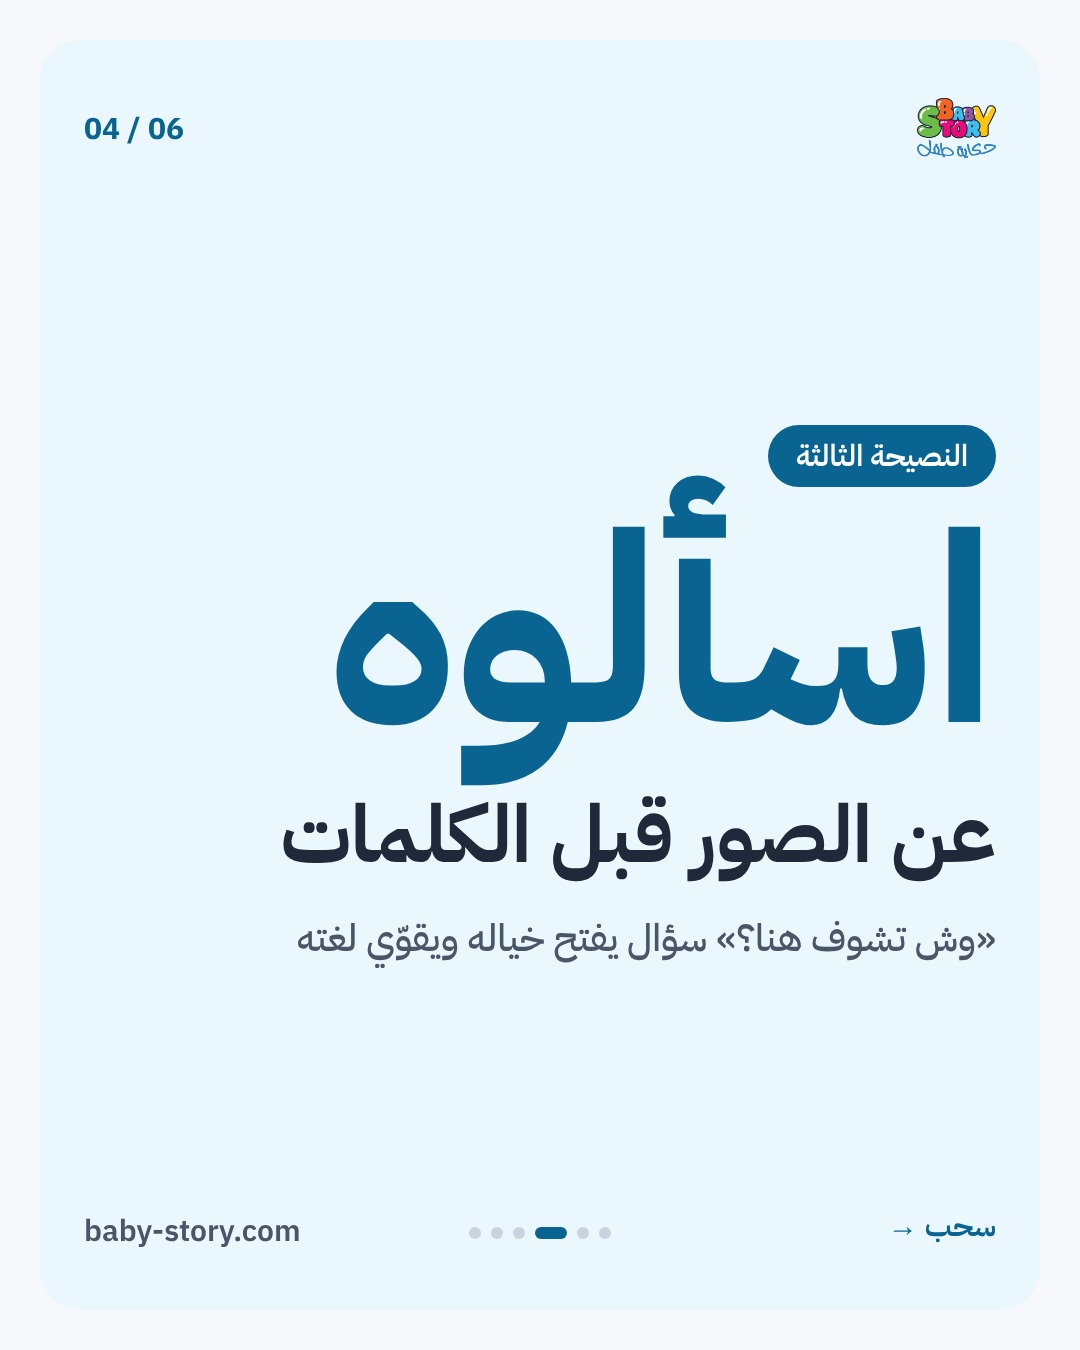 04 / 06
BABY STORY
حكاية طفل
النصيحة الثالثة
اسألوه
عن الصور قبل الكلمات
«وش تشوف هنا؟» سؤال يفتح خياله ويقوّي لغته
سحب →
baby-story.com